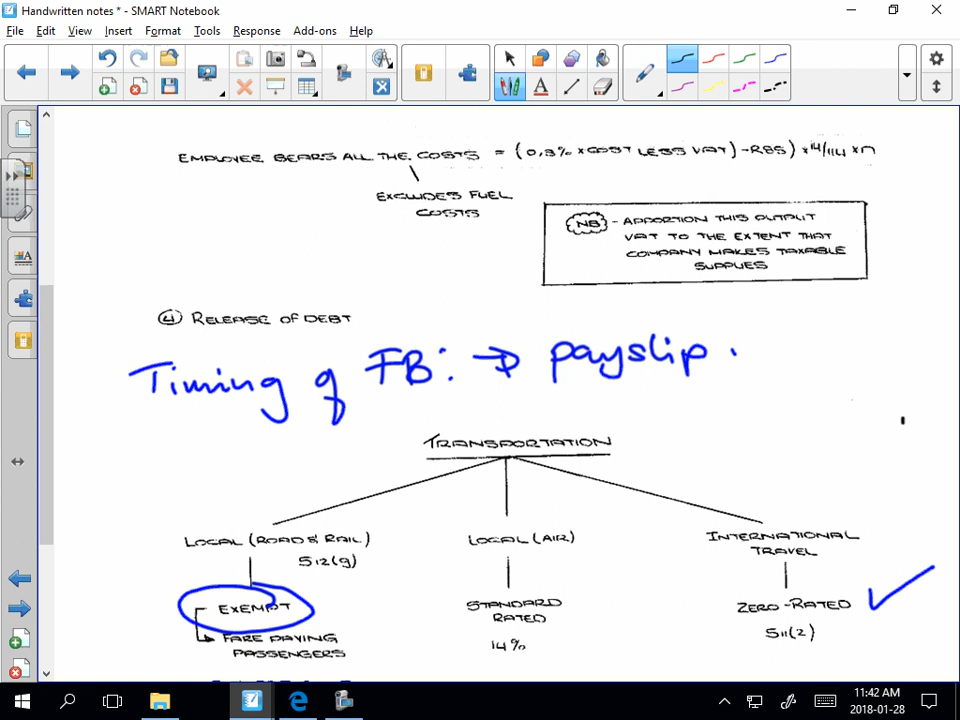 Handwritten notes * - SMART Notebook
File Edit View Insert Format Tools Response Add-ons Help
EMPLOYEE BEARS ALL THE COSTS = (0,3% × COST LESS VAT) - R85) × 14/114 × n
EXCLUDES FUEL
COSTS
NB - APPORTION THIS OUTPUT
VAT TO THE EXTENT THAT
COMPANY MAKES TAXABLE
SUPPLIES
④ RELEASE OF DEBT
Timing of FB: → payslip.
TRANSPORTATION
LOCAL (ROAD & RAIL) LOCAL (AIR) INTERNATIONAL
TRAVEL
S12(g)
EXEMPT STANDARD ZERO-RATED
RATED
S11(2)
FARE PAYING 14%
PASSENGERS
11:42 AM
2018-01-28